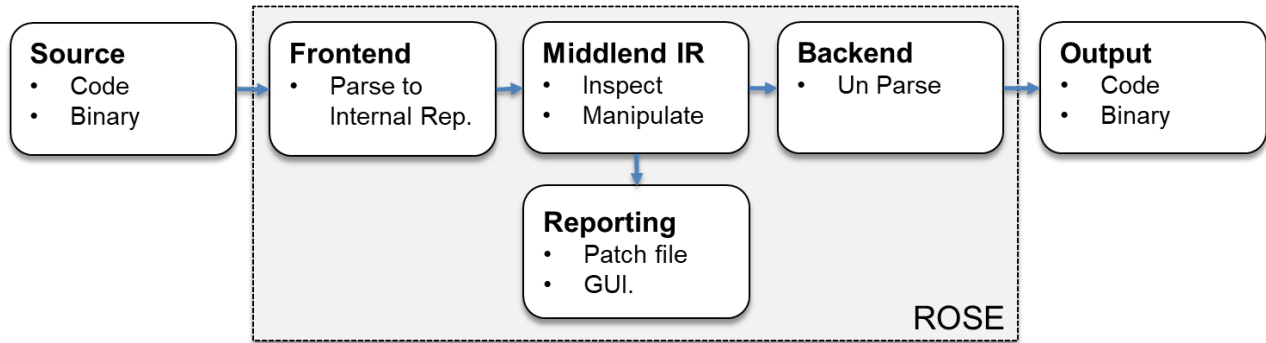 Source
• Code
• Binary
Frontend
• Parse to
Internal Rep.
Middlend IR
• Inspect
• Manipulate
Backend
• Un Parse
Output
• Code
• Binary
Reporting
• Patch file
• GUI.
ROSE